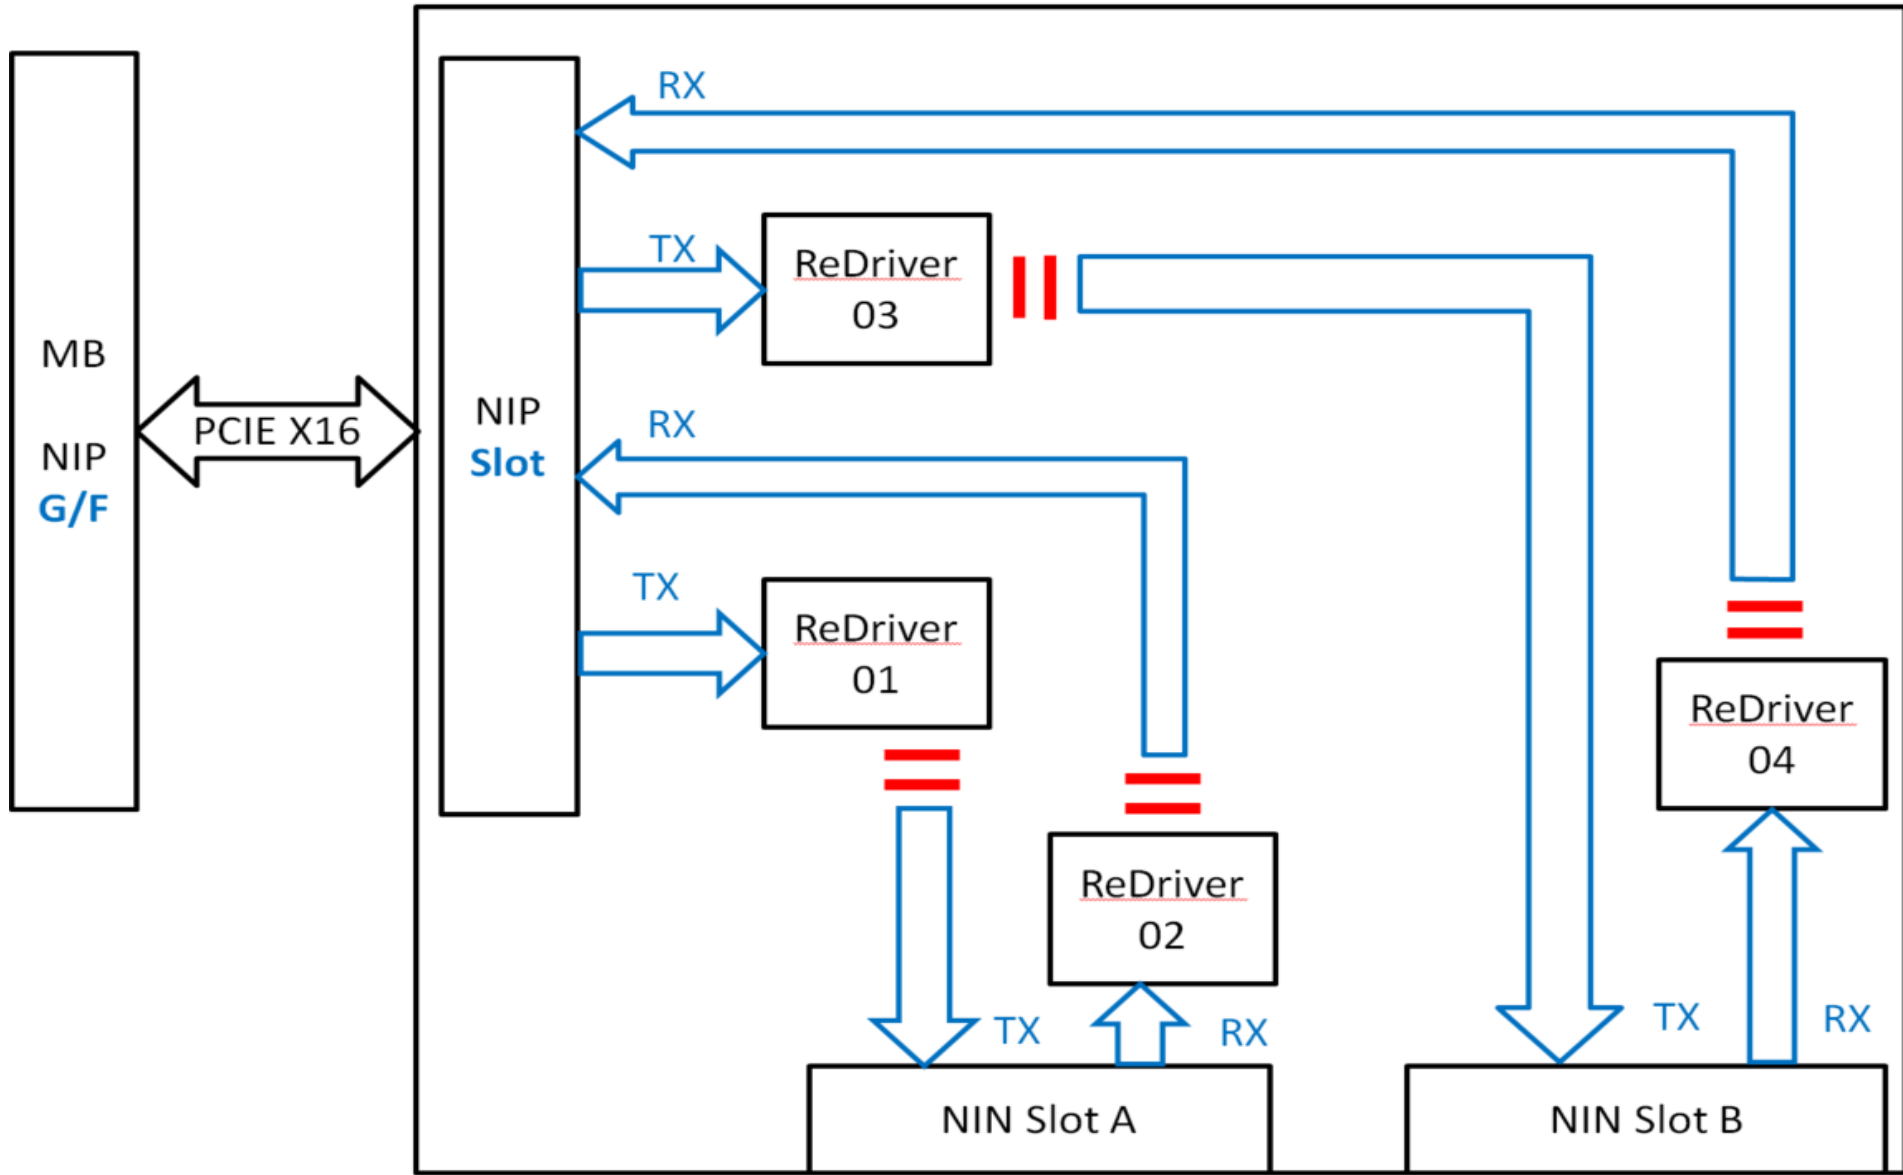 MB
NIP
G/F
PCIE X16
NIP
Slot
RX
TX
ReDriver
03
RX
TX
ReDriver
01
ReDriver
02
ReDriver
04
TX
RX
TX
RX
NIN Slot A
NIN Slot B